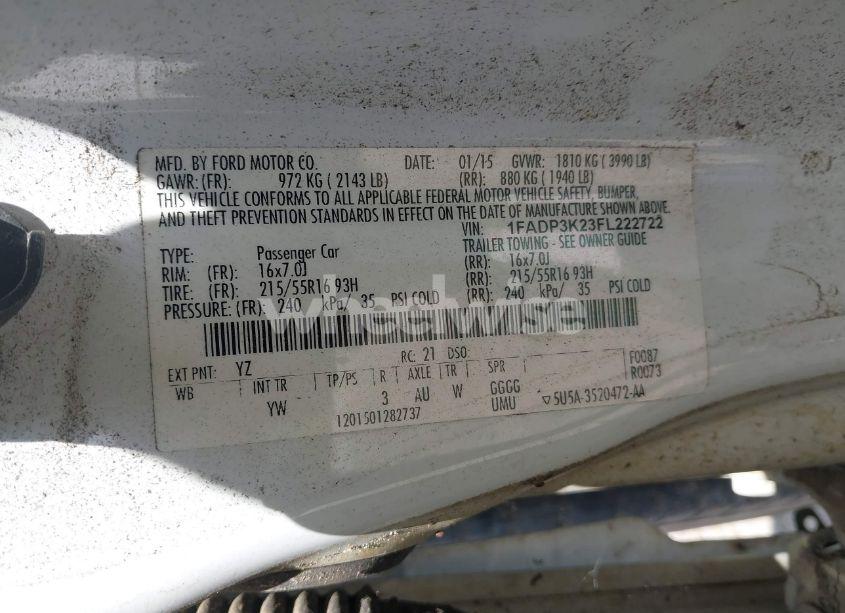 MFD. BY FORD MOTOR CO. DATE: 01/15 GVWR: 1810 KG ( 3990 LB)
GAWR: (FR): 972 KG ( 2143 LB) (RR): 880 KG ( 1940 LB)
THIS VEHICLE CONFORMS TO ALL APPLICABLE FEDERAL MOTOR VEHICLE SAFETY, BUMPER,
AND THEFT PREVENTION STANDARDS IN EFFECT ON THE DATE OF MANUFACTURE SHOWN ABOVE.
VIN: 1FADP3K23FL222722
TYPE: Passenger Car TRAILER TOWING - SEE OWNER GUIDE
RIM: (FR): 16x7.0J (RR): 16x7.0J
TIRE: (FR): 215/55R16 93H (RR): 215/55R16 93H
PRESSURE: (FR): 240 kPa/ 35 PSI COLD (RR): 240 kPa/ 35 PSI COLD
wheelwise
EXT PNT: YZ RC: 21 DSO: F0087
WB INT TR TP/PS R AXLE TR SPR R0073
YW 3 AU W GGGG 5U5A-3520472-AA
1201501282737 UMU